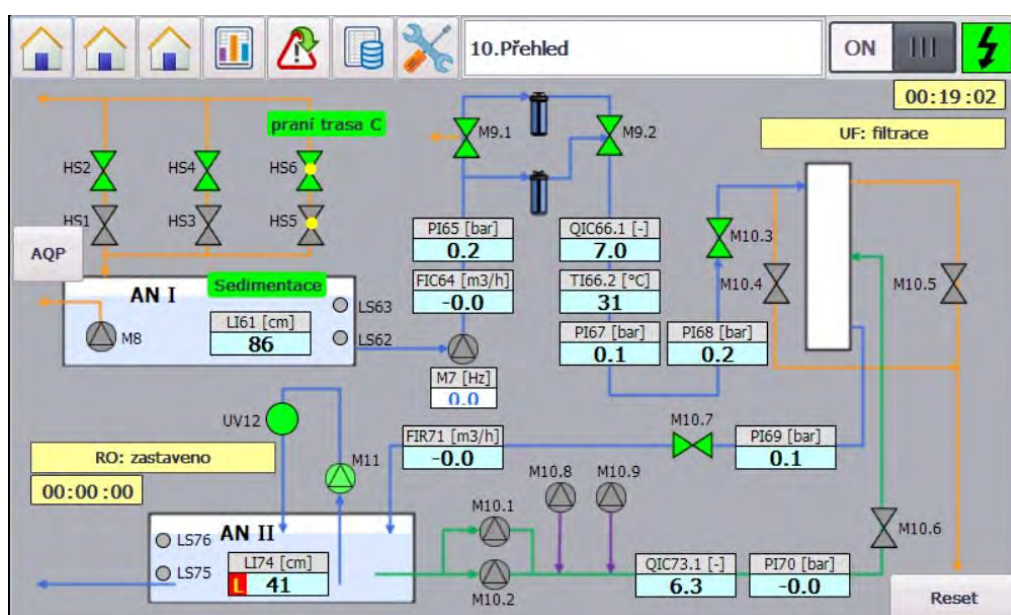 10.Přehled
ON
00:19:02
praní trasa C
M9.1
M9.2
UF: filtrace
HS2
HS4
HS6
HS1
HS3
HS5
PI65 [bar]
0.2
QIC66.1 [-]
7.0
M10.3
AQP
FIC64 [m3/h]
-0.0
TI66.2 [°C]
31
M10.4
M10.5
AN I
Sedimentace
LS63
LI61 [cm]
86
M8
LS62
PI67 [bar]
0.1
PI68 [bar]
0.2
M7 [Hz]
0.0
UV12
M10.7
FIR71 [m3/h]
-0.0
PI69 [bar]
0.1
RO: zastaveno
M11
00:00:00
M10.8
M10.9
M10.1
M10.6
LS76
AN II
LS75
LI74 [cm]
L 41
QIC73.1 [-]
6.3
PI70 [bar]
-0.0
M10.2
Reset